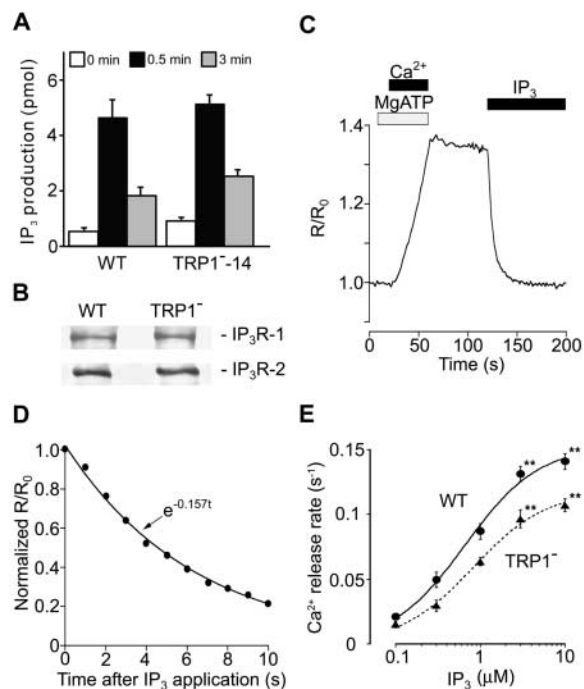 A
0 min 0.5 min 3 min
IP₃ production (pmol)
6
4
2
0
WT TRP1⁻-14
B
WT TRP1⁻
- IP₃R-1
- IP₃R-2
C
Ca²⁺
MgATP
IP₃
R/R₀
1.4
1.2
1.0
0 50 100 150 200
Time (s)
D
Normalized R/R₀
1.0
0.8
0.6
0.4
0.2
0
e⁻⁰·¹⁵⁷ᵗ
0 2 4 6 8 10
Time after IP₃ application (s)
E
Ca²⁺ release rate (s⁻¹)
0.15
0.1
0.05
0
WT
TRP1⁻
**
**
**
**
0.1 1 10
IP₃ (μM)